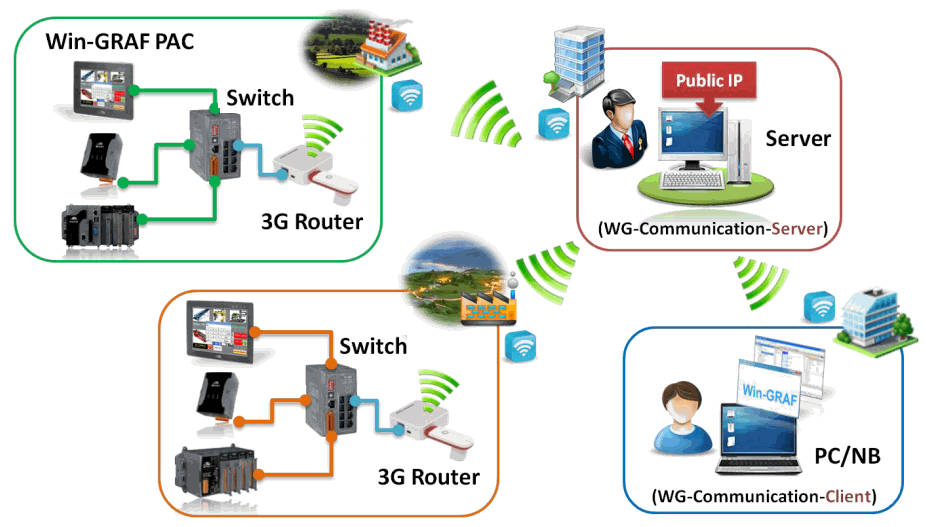 Win-GRAF PAC
Switch
3G Router
Public IP
Server
(WG-Communication-Server)
Switch
3G Router
Win-GRAF
PC/NB
(WG-Communication-Client)